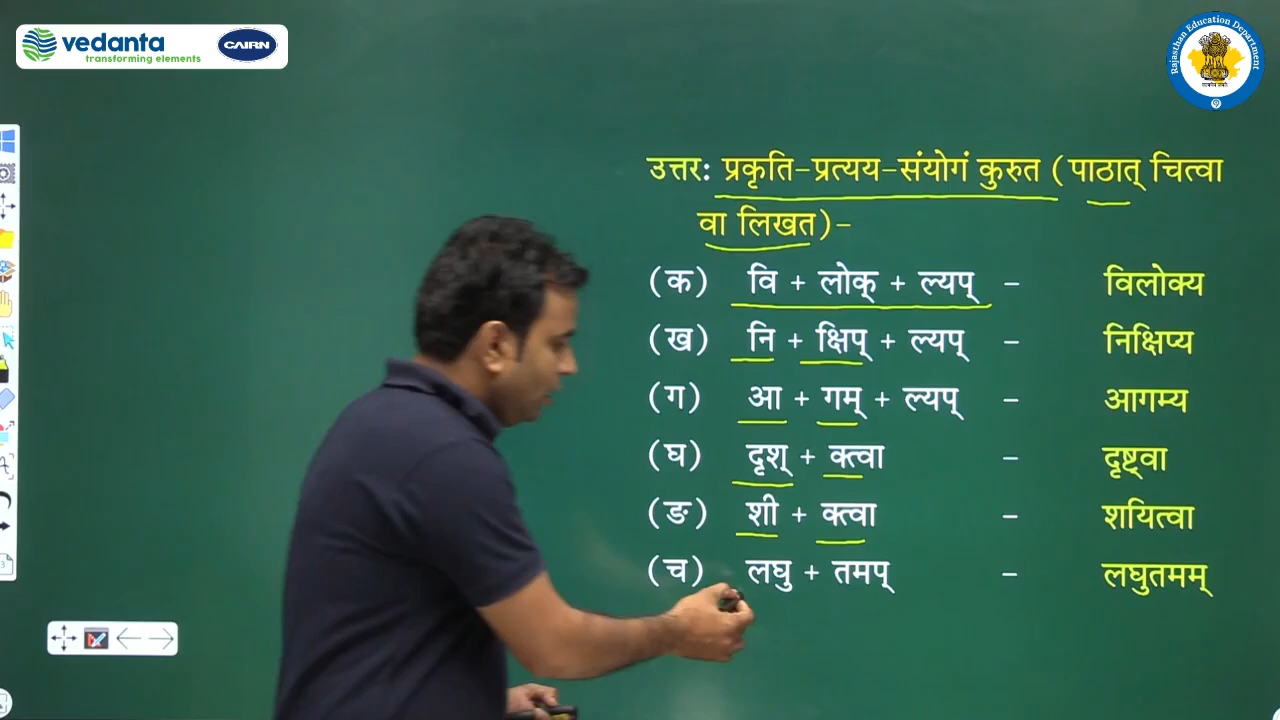 vedanta
transforming elements
CAIRN
Rajasthan Education Department
उत्तर: प्रकृति-प्रत्यय-संयोगं कुरुत (पाठात् चित्वा
वा लिखत)-
(क) वि + लोक् + ल्यप् - विलोक्य
(ख) नि + क्षिप् + ल्यप् - निक्षिप्य
(ग) आ + गम् + ल्यप् - आगम्य
(घ) दृश् + क्त्वा - दृष्ट्वा
(ङ) शी + क्त्वा - शयित्वा
(च) लघु + तमप् - लघुतमम्